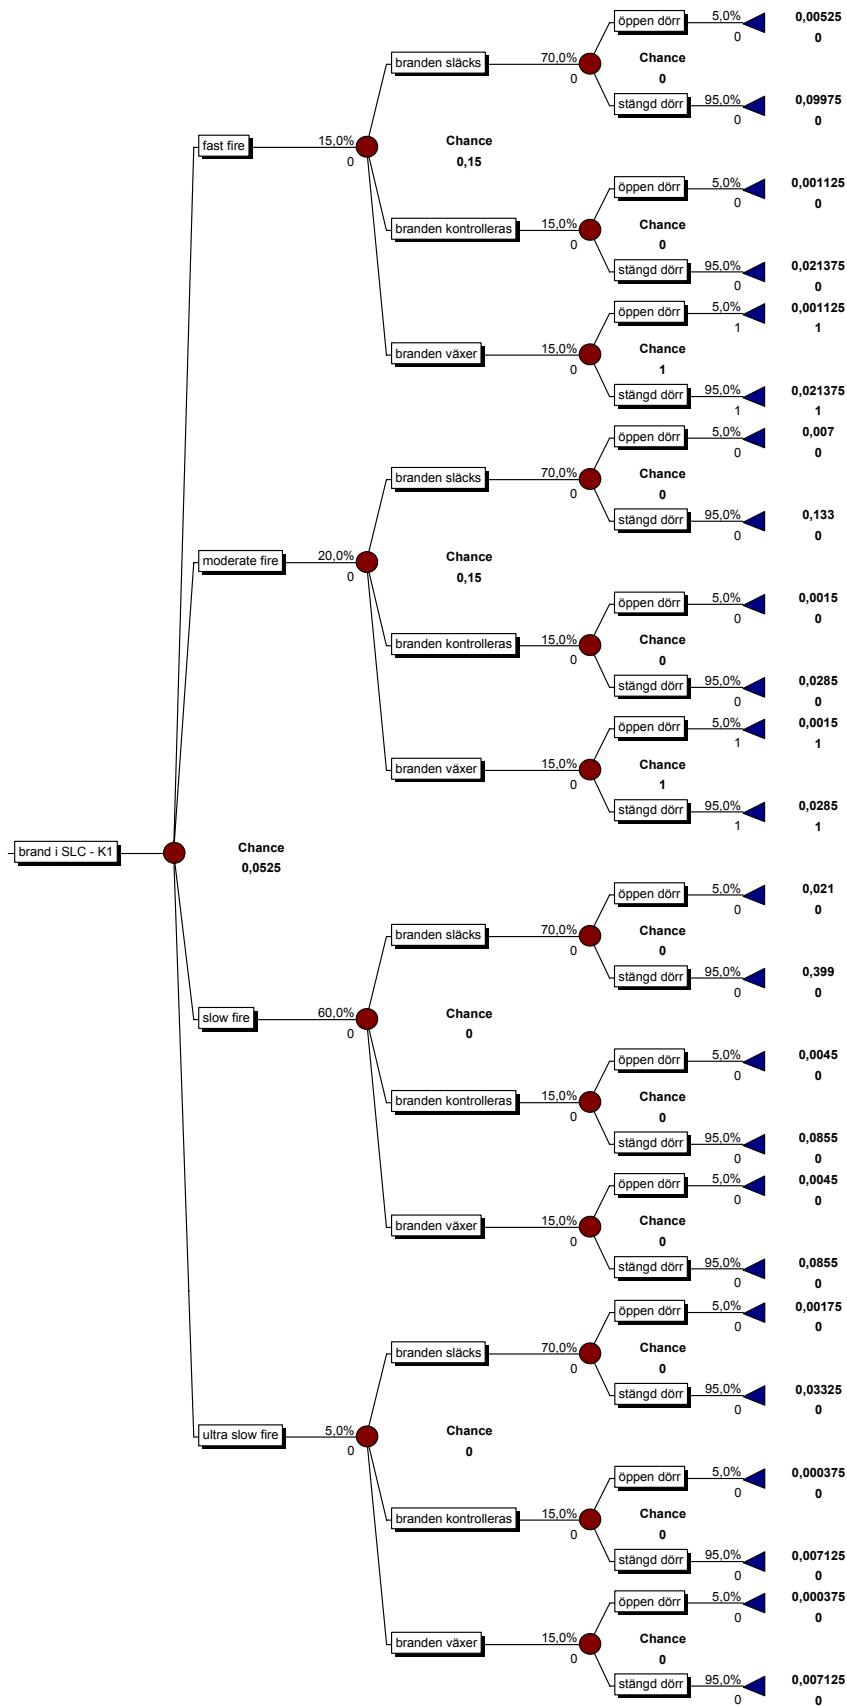 öppen dörr 5,0% 0,00525
0 0
branden släcks 70,0% Chance
0 0
stängd dörr 95,0% 0,09975
0 0
fast fire 15,0% Chance
0 0,15
öppen dörr 5,0% 0,001125
0 0
branden kontrolleras 15,0% Chance
0 0
stängd dörr 95,0% 0,021375
0 0
öppen dörr 5,0% 0,001125
1 1
branden växer 15,0% Chance
0 1
stängd dörr 95,0% 0,021375
1 1
öppen dörr 5,0% 0,007
0 0
branden släcks 70,0% Chance
0 0
stängd dörr 95,0% 0,133
0 0
moderate fire 20,0% Chance
0 0,15
öppen dörr 5,0% 0,0015
0 0
branden kontrolleras 15,0% Chance
0 0
stängd dörr 95,0% 0,0285
0 0
öppen dörr 5,0% 0,0015
1 1
branden växer 15,0% Chance
0 1
stängd dörr 95,0% 0,0285
1 1
brand i SLC - K1 Chance
0,0525
öppen dörr 5,0% 0,021
0 0
branden släcks 70,0% Chance
0 0
stängd dörr 95,0% 0,399
0 0
slow fire 60,0% Chance
0 0
öppen dörr 5,0% 0,0045
0 0
branden kontrolleras 15,0% Chance
0 0
stängd dörr 95,0% 0,0855
0 0
öppen dörr 5,0% 0,0045
0 0
branden växer 15,0% Chance
0 0
stängd dörr 95,0% 0,0855
0 0
öppen dörr 5,0% 0,00175
0 0
branden släcks 70,0% Chance
0 0
stängd dörr 95,0% 0,03325
0 0
ultra slow fire 5,0% Chance
0 0
öppen dörr 5,0% 0,000375
0 0
branden kontrolleras 15,0% Chance
0 0
stängd dörr 95,0% 0,007125
0 0
öppen dörr 5,0% 0,000375
0 0
branden växer 15,0% Chance
0 0
stängd dörr 95,0% 0,007125
0 0